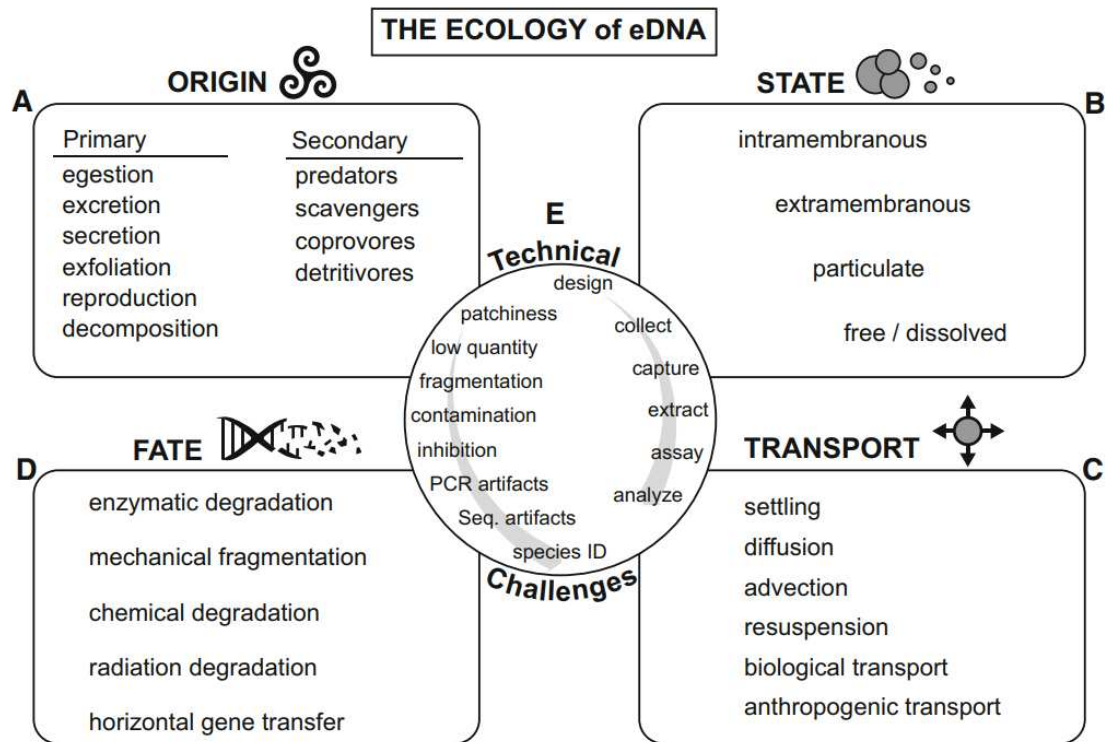 THE ECOLOGY of eDNA
A
ORIGIN
Primary
egestion
excretion
secretion
exfoliation
reproduction
decomposition
Secondary
predators
scavengers
coprovores
detritivores
STATE
B
intramembranous
extramembranous
particulate
free / dissolved
E
Technical
design
collect
capture
extract
assay
analyze
patchiness
low quantity
fragmentation
contamination
inhibition
PCR artifacts
Seq. artifacts
species ID
Challenges
D
FATE
enzymatic degradation
mechanical fragmentation
chemical degradation
radiation degradation
horizontal gene transfer
TRANSPORT
C
settling
diffusion
advection
resuspension
biological transport
anthropogenic transport